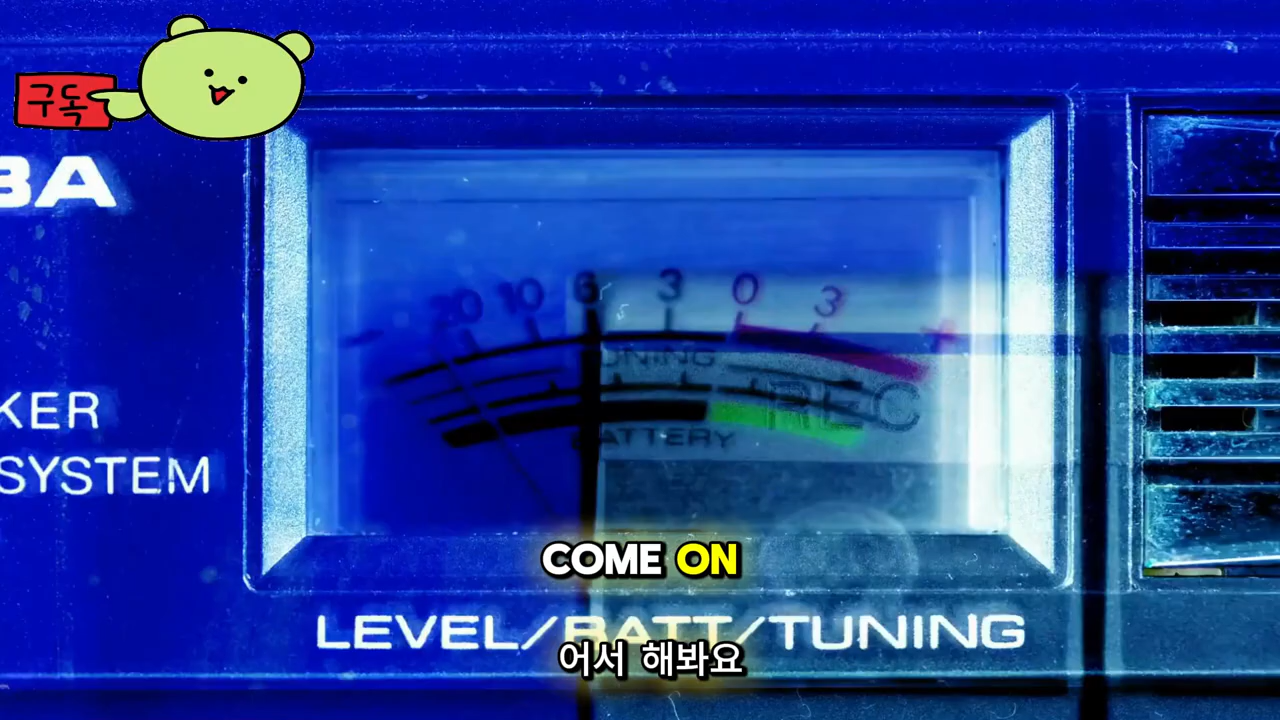 구독
BA
20 10 6 3 0 3 +
TUNING
REC
KER
BATTERY
SYSTEM
COME ON
LEVEL/BATT/TUNING
어서 해봐요